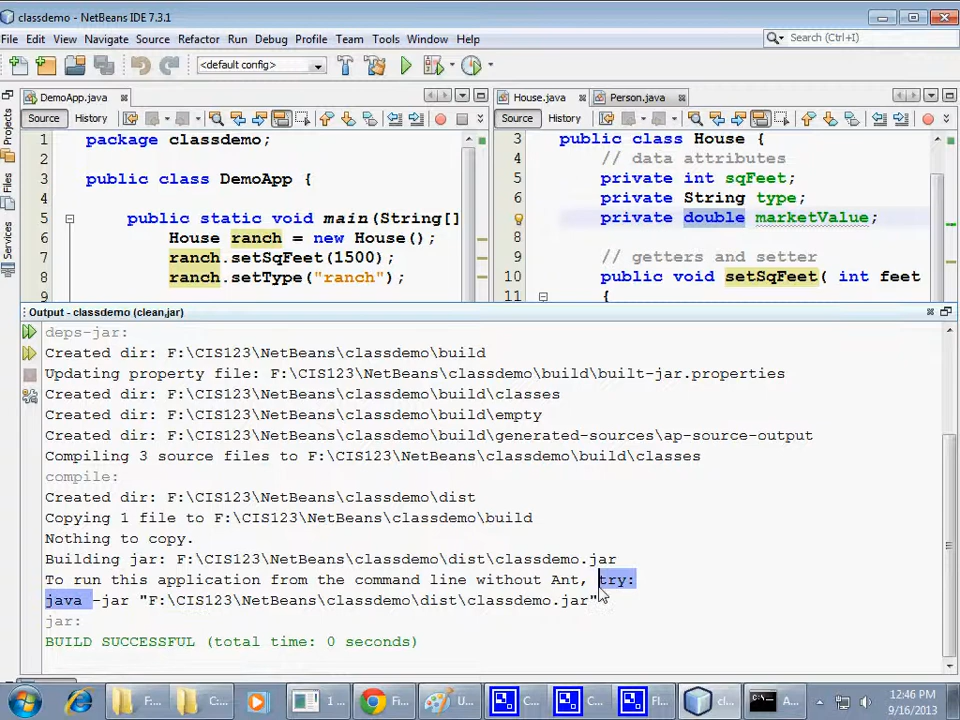 classdemo - NetBeans IDE 7.3.1
File Edit View Navigate Source Refactor Run Debug Profile Team Tools Window Help
Search (Ctrl+I)
<default config>
DemoApp.java
House.java
Person.java
Projects
Files
Services
Source History
Source History
1 package classdemo;
2
3 public class DemoApp {
4
5 public static void main(String[]
6 House ranch = new House();
7 ranch.setSqFeet(1500);
8 ranch.setType("ranch");
9
3 public class House {
4 // data attributes
5 private int sqFeet;
6 private String type;
private double marketValue;
8
9 // getters and setter
10 public void setSqFeet( int feet
11 {
Output - classdemo (clean,jar)
deps-jar:
Created dir: F:\CIS123\NetBeans\classdemo\build
Updating property file: F:\CIS123\NetBeans\classdemo\build\built-jar.properties
Created dir: F:\CIS123\NetBeans\classdemo\build\classes
Created dir: F:\CIS123\NetBeans\classdemo\build\empty
Created dir: F:\CIS123\NetBeans\classdemo\build\generated-sources\ap-source-output
Compiling 3 source files to F:\CIS123\NetBeans\classdemo\build\classes
compile:
Created dir: F:\CIS123\NetBeans\classdemo\dist
Copying 1 file to F:\CIS123\NetBeans\classdemo\build
Nothing to copy.
Building jar: F:\CIS123\NetBeans\classdemo\dist\classdemo.jar
To run this application from the command line without Ant, try:
java -jar "F:\CIS123\NetBeans\classdemo\dist\classdemo.jar"
jar:
BUILD SUCCESSFUL (total time: 0 seconds)
F:... C:... 1 ... Fi... U... C... C... Fl... cl... A...
12:46 PM
9/16/2013